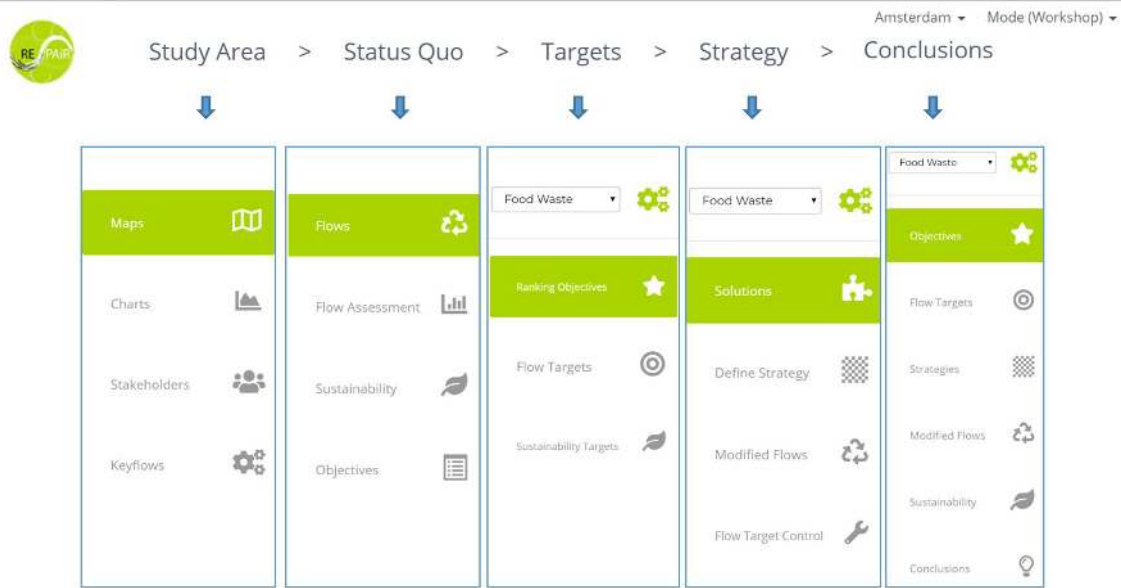 Amsterdam Mode (Workshop)
RE PAiR
Study Area > Status Quo > Targets > Strategy > Conclusions
Maps
Charts
Stakeholders
Keyflows
Flows
Flow Assessment
Sustainability
Objectives
Food Waste
Ranking Objectives
Flow Targets
Sustainability Targets
Food Waste
Solutions
Define Strategy
Modified Flows
Flow Target Control
Food Waste
Objectives
Flow Targets
Strategies
Modified Flows
Sustainability
Conclusions